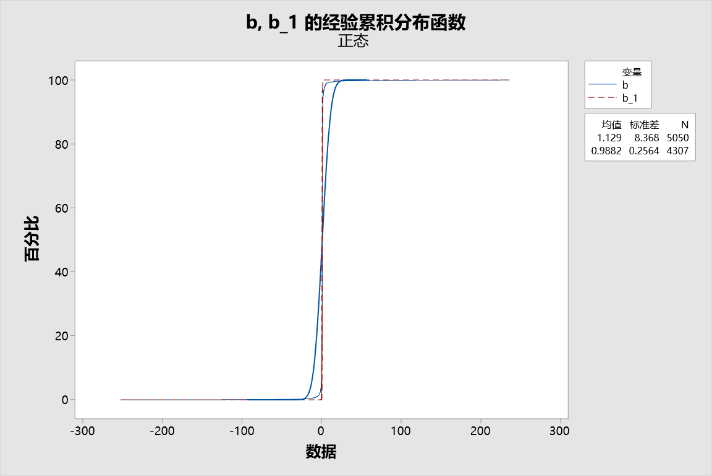 b, b_1 的经验累积分布函数
正态
变量
b
b_1
均值 标准差 N
1.129 8.368 5050
0.9882 0.2564 4307
百分比
100
80
60
40
20
0
-300 -200 -100 0 100 200 300
数据